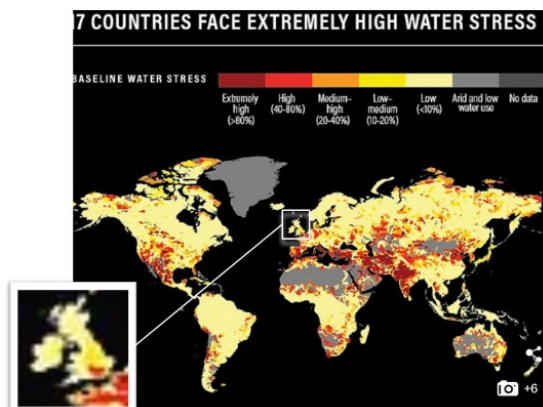 17 COUNTRIES FACE EXTREMELY HIGH WATER STRESS
BASELINE WATER STRESS
Extremely high (>80%)
High (40-80%)
Medium-high (20-40%)
Low-medium (10-20%)
Low (<10%)
Arid and low water use
No data
+6